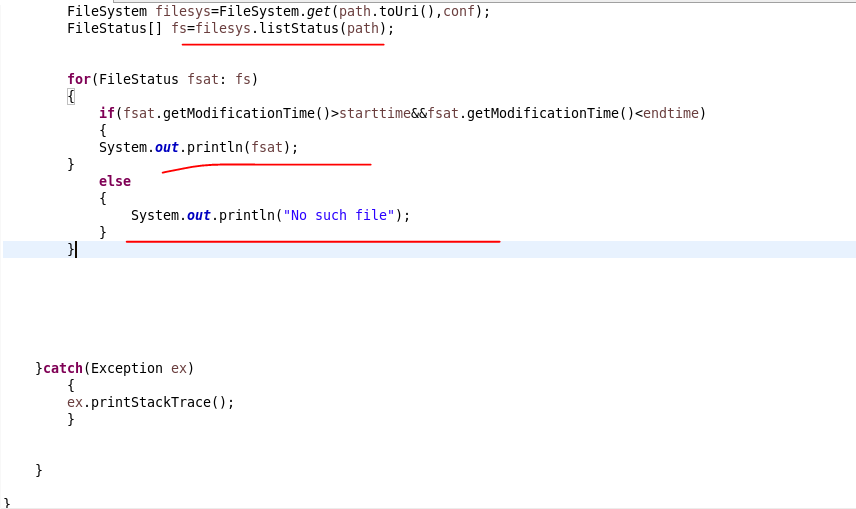 FileSystem filesys=FileSystem.get(path.toUri(),conf);
FileStatus[] fs=filesys.listStatus(path);
for(FileStatus fsat: fs)
{
if(fsat.getModificationTime()>starttime&&fsat.getModificationTime()<endtime)
{
System.out.println(fsat);
}
else
{
System.out.println("No such file");
}
}
}catch(Exception ex)
{
ex.printStackTrace();
}
}
}